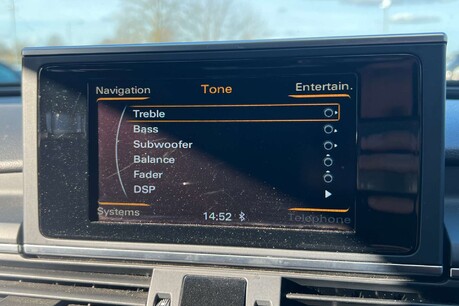 Navigation Tone Entertain.
Treble
Bass
Subwoofer
Balance
Fader
DSP
Systems 14:52 Telephone